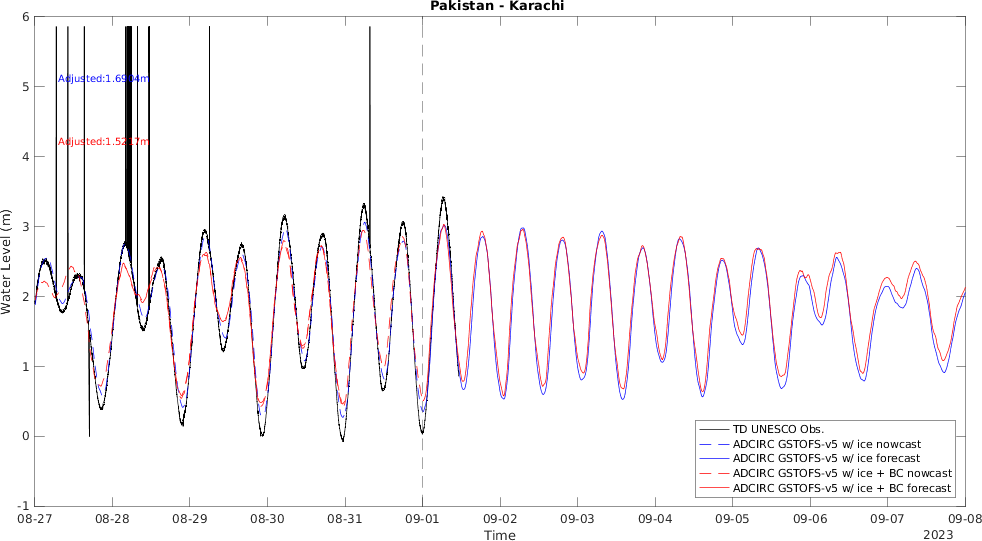 Pakistan - Karachi
6
5
4
3
2
1
0
-1
Water Level (m)
Adjusted:1.6904m
Adjusted:1.5217m
TD UNESCO Obs.
ADCIRC GSTOFS-v5 w/ ice nowcast
ADCIRC GSTOFS-v5 w/ ice forecast
ADCIRC GSTOFS-v5 w/ ice + BC nowcast
ADCIRC GSTOFS-v5 w/ ice + BC forecast
08-27 08-28 08-29 08-30 08-31 09-01 09-02 09-03 09-04 09-05 09-06 09-07 09-08
Time
2023